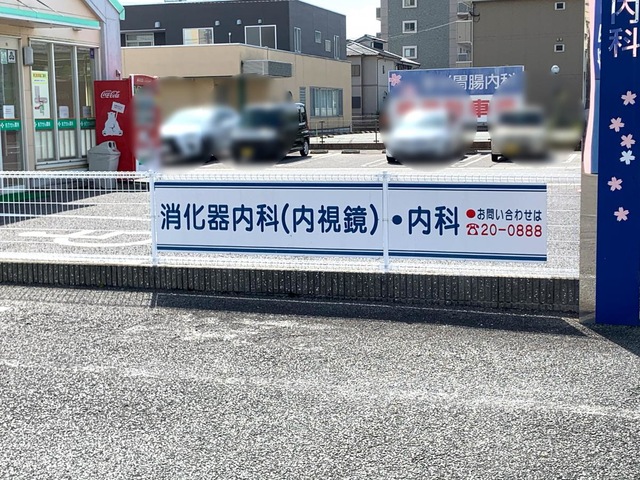 内科
胃腸内科
Coca-Cola
消化器内科(内視鏡)・内科
●お問い合わせは
☎20-0888